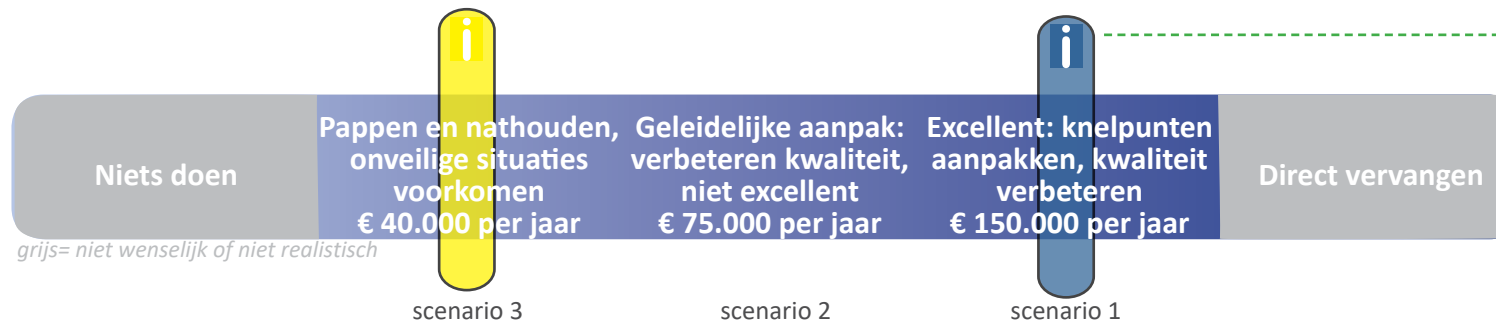 i
i
Niets doen
Pappen en nathouden,
onveilige situaties
voorkomen
€ 40.000 per jaar
Geleidelijke aanpak:
verbeteren kwaliteit,
niet excellent
€ 75.000 per jaar
Excellent: knelpunten
aanpakken, kwaliteit
verbeteren
€ 150.000 per jaar
Direct vervangen
grijs= niet wenselijk of niet realistisch
scenario 3
scenario 2
scenario 1